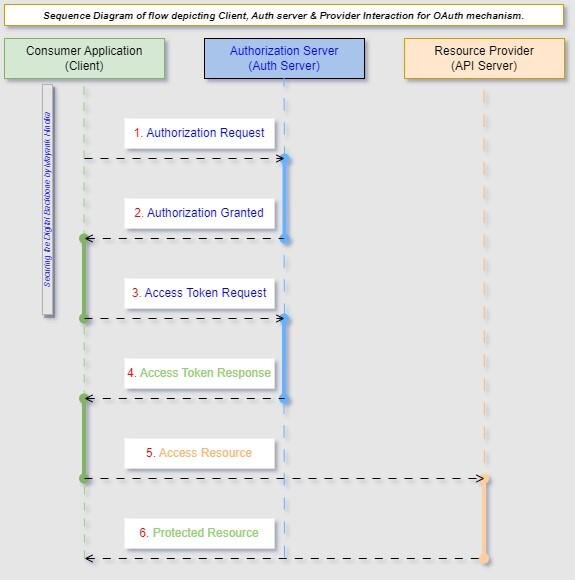 Sequence Diagram of flow depicting Client, Auth server & Provider Interaction for OAuth mechanism.
Consumer Application
(Client)
Authorization Server
(Auth Server)
Resource Provider
(API Server)
Securing the Digital Backbone by Mayank Hindka
1. Authorization Request
2. Authorization Granted
3. Access Token Request
4. Access Token Response
5. Access Resource
6. Protected Resource